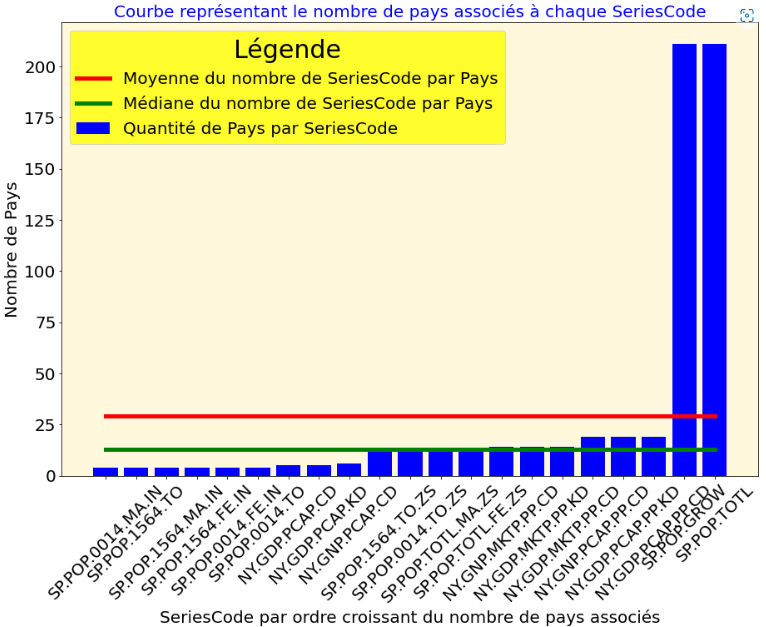 Courbe représentant le nombre de pays associés à chaque SeriesCode
Légende
Moyenne du nombre de SeriesCode par Pays
Médiane du nombre de SeriesCode par Pays
Quantité de Pays par SeriesCode
Nombre de Pays
200
175
150
125
100
75
50
25
0
SP.POP.0014.MA.IN
SP.POP.1564.TO
SP.POP.1564.MA.IN
SP.POP.1564.FE.IN
SP.POP.0014.FE.IN
SP.POP.0014.TO
NY.GDP.PCAP.CD
NY.GDP.PCAP.KD
NY.GNP.PCAP.CD
SP.POP.1564.TO.ZS
SP.POP.0014.TO.ZS
SP.POP.TOTL.MA.ZS
SP.POP.TOTL.FE.ZS
NY.GNP.MKTP.PP.CD
NY.GDP.MKTP.PP.KD
NY.GDP.MKTP.PP.CD
NY.GNP.PCAP.PP.CD
NY.GDP.PCAP.PP.KD
NY.GDP.PCAP.PP.CD
SP.POP.GROW
SP.POP.TOTL
SeriesCode par ordre croissant du nombre de pays associés